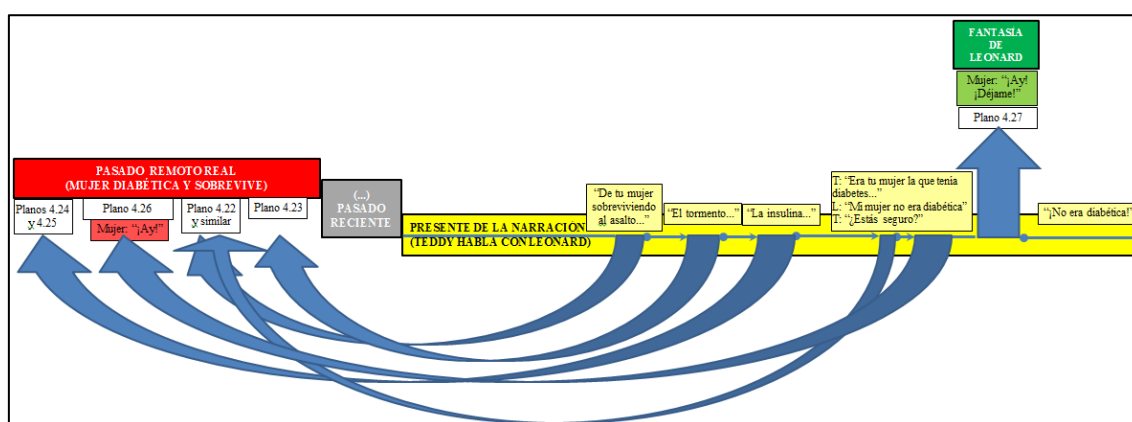 FANTASÍA
DE
LEONARD
Mujer: “¡Ay!
¡Déjame!”
Plano 4.27
PASADO REMOTO REAL
(MUJER DIABÉTICA Y SOBREVIVE)
Planos 4.24
y 4.25
Plano 4.26
Mujer: “¡Ay!”
Plano 4.22
y similar
Plano 4.23
(...)
PASADO
RECIENTE
PRESENTE DE LA NARRACIÓN
(TEDDY HABLA CON LEONARD)
“De tu mujer
sobreviviendo
al asalto...”
“El tormento...”
“La insulina...”
T: “Era tu mujer la que tenía
diabetes...”
L: “Mi mujer no era diabética”
T: “¿Estás seguro?”
“¡No era diabética!”